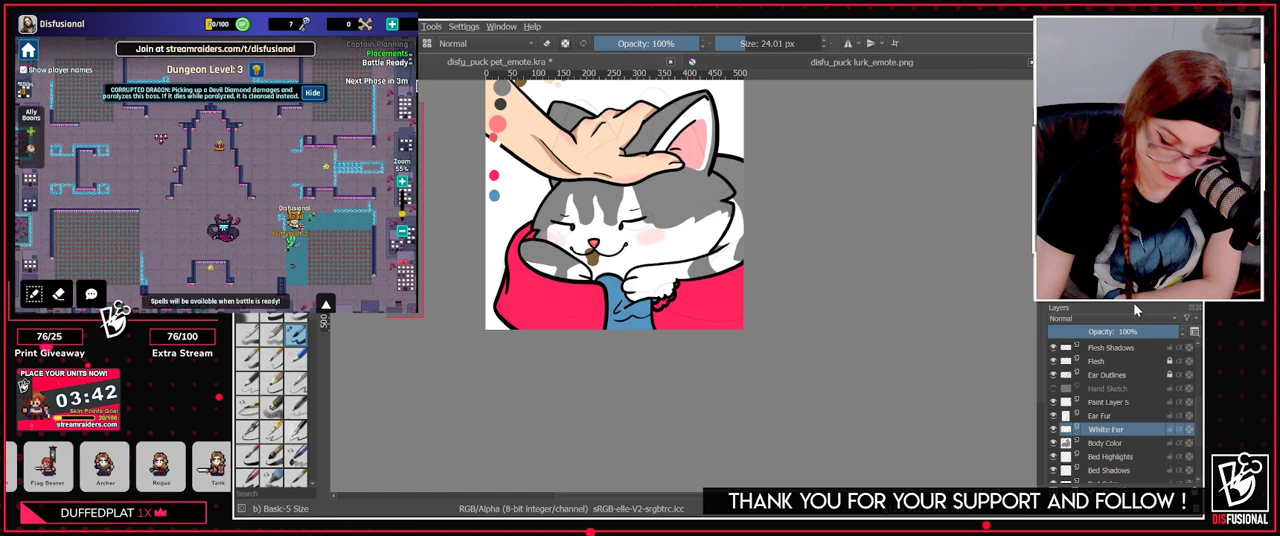 Disfusional
0/100
7
0
Join at streamraiders.com/t/disfusional
Captain Planning
Placements
Battle Ready
Show player names
Dungeon Level: 3
Next Phase in 3m
CORRUPTED DRAGON: Picking up a Devil Diamond damages and
paralyzes this boss. If it dies while paralyzed, it is cleansed instead.
Hide
Ally
Boons
Zoom
55%
Disfusional
Spells will be available when battle is ready!
76/25
76/100
Print Giveaway
Extra Stream
PLACE YOUR UNITS NOW!
03:42
Skin Points Goal
20/100
streamraiders.com
Flag Bearer
Archer
Rogue
Tank
DUFFEDPLAT 1X
Tools Settings Window Help
Normal
Opacity: 100%
Size: 24.01 px
disfu_puck pet_emote.kra *
disfu_puck lurk_emote.png
0 50 100 150 200 250 300 350 400 450 500
500
Search
b) Basic-5 Size
RGB/Alpha (8-bit integer/channel) sRGB-elle-V2-srgbtrc.icc
Layers
Normal
Opacity: 100%
Flesh Shadows
Flesh
Ear Outlines
Hand Sketch
Paint Layer 5
Ear Fur
White Fur
Body Color
Bed Highlights
Bed Shadows
THANK YOU FOR YOUR SUPPORT AND FOLLOW !
DISFUSIONAL